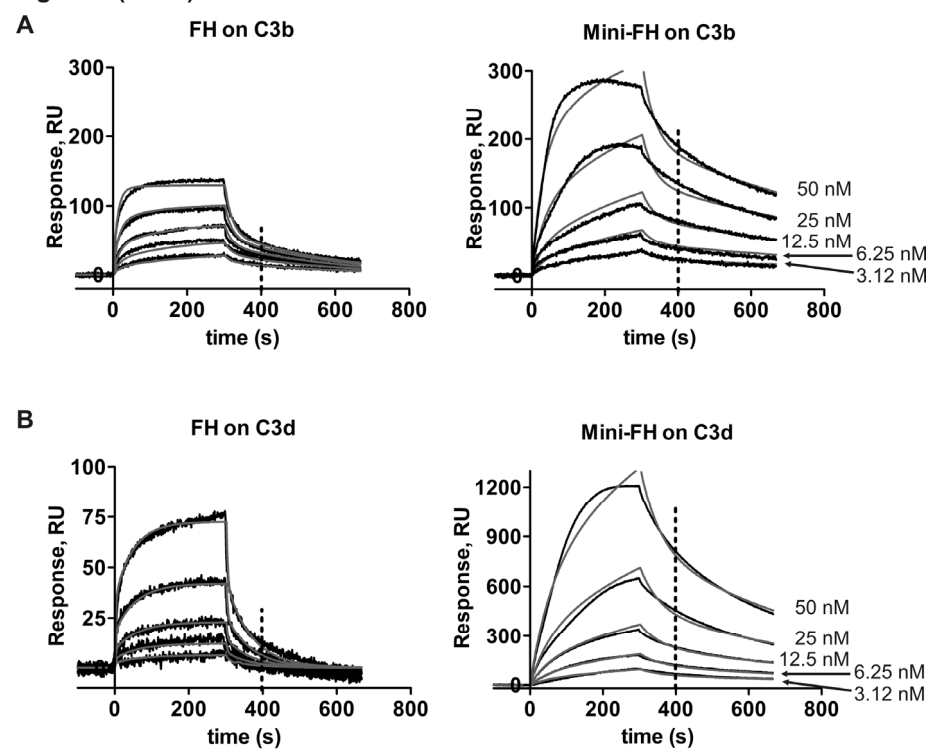 A
FH on C3b
Mini-FH on C3b
300
200
100
0
Response, RU
0 200 400 600 800
time (s)
300
200
100
0
Response, RU
0 200 400 600 800
time (s)
50 nM
25 nM
12.5 nM
6.25 nM
3.12 nM
B
FH on C3d
Mini-FH on C3d
100
75
50
25
0
Response, RU
0 200 400 600 800
time (s)
1200
900
600
300
0
Response, RU
0 200 400 600 800
time (s)
50 nM
25 nM
12.5 nM
6.25 nM
3.12 nM